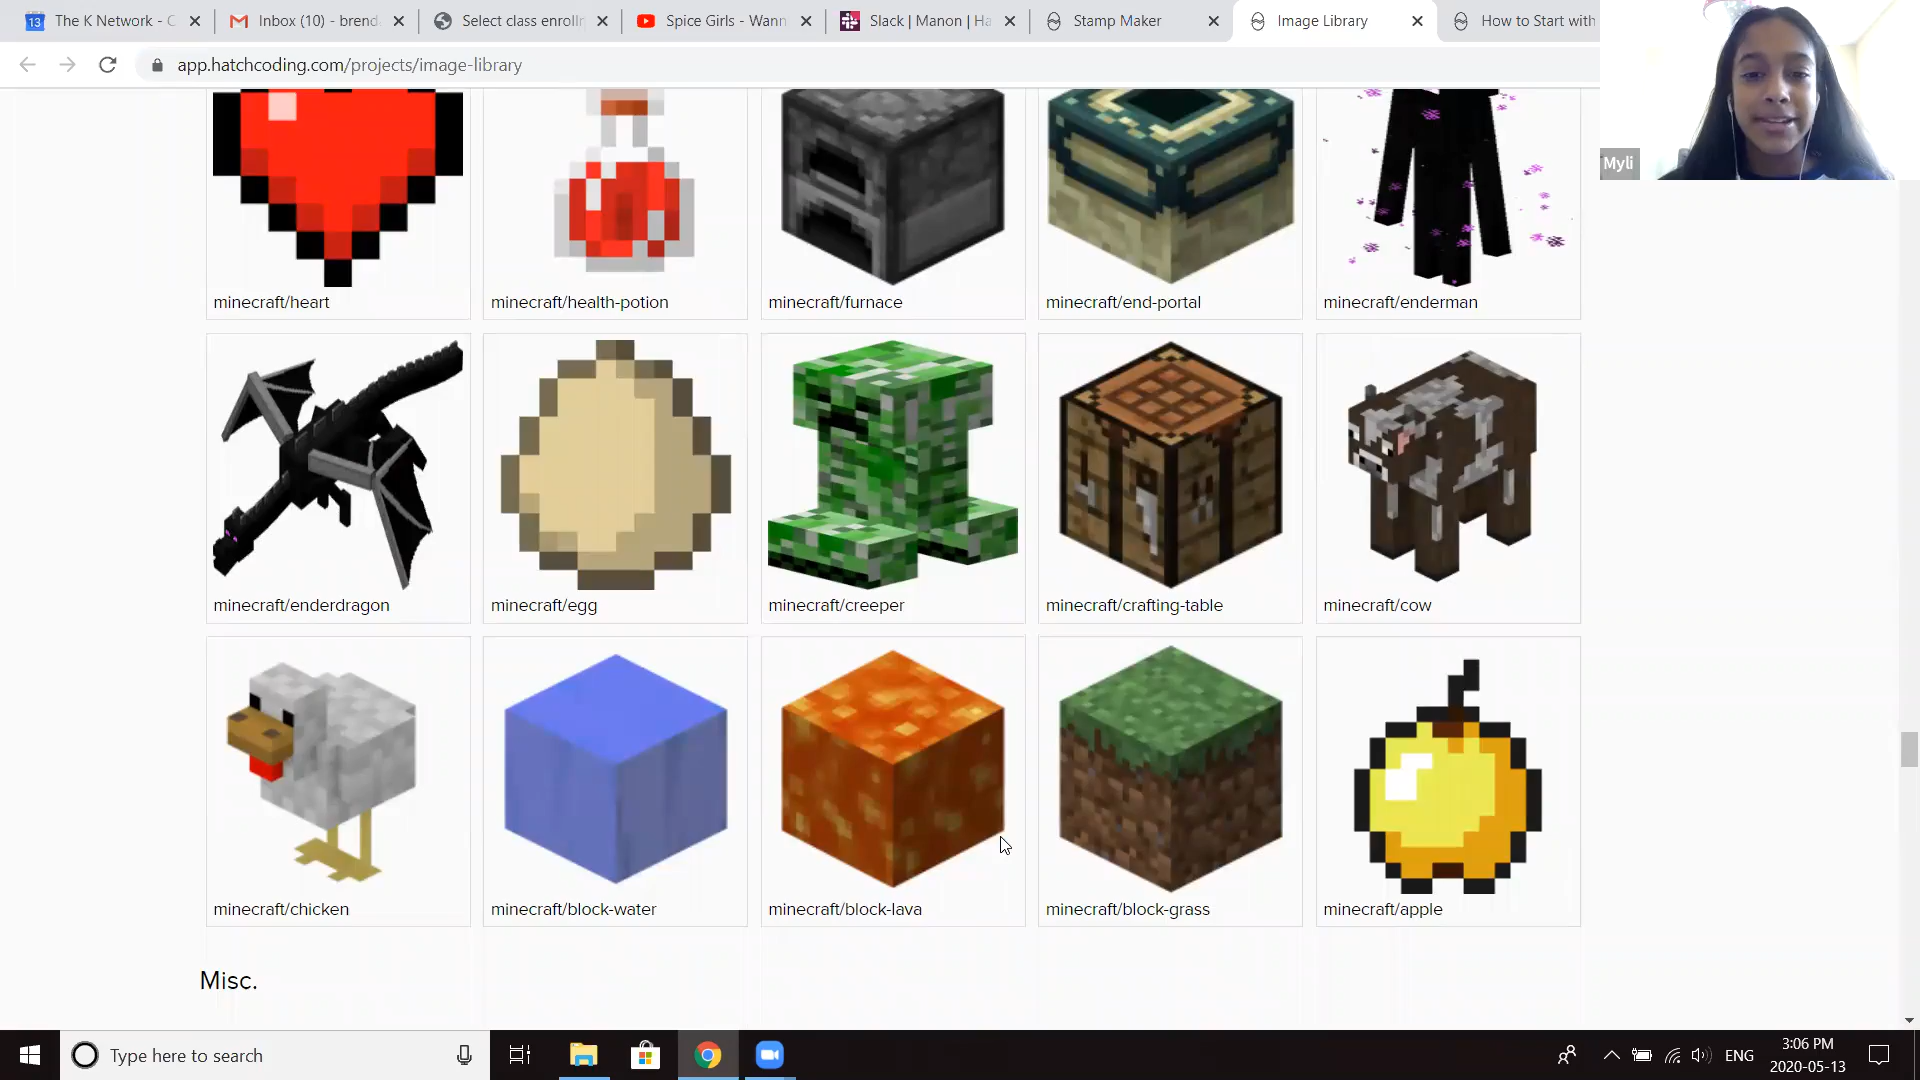 The K Network - C
Inbox (10) - brend
Select class enrolli
Spice Girls - Wann
Slack | Manon | Ha
Stamp Maker
Image Library
How to Start with
app.hatchcoding.com/projects/image-library
Myli
minecraft/heart
minecraft/health-potion
minecraft/furnace
minecraft/end-portal
minecraft/enderman
minecraft/enderdragon
minecraft/egg
minecraft/creeper
minecraft/crafting-table
minecraft/cow
minecraft/chicken
minecraft/block-water
minecraft/block-lava
minecraft/block-grass
minecraft/apple
Misc.
Type here to search
ENG
3:06 PM
2020-05-13
13